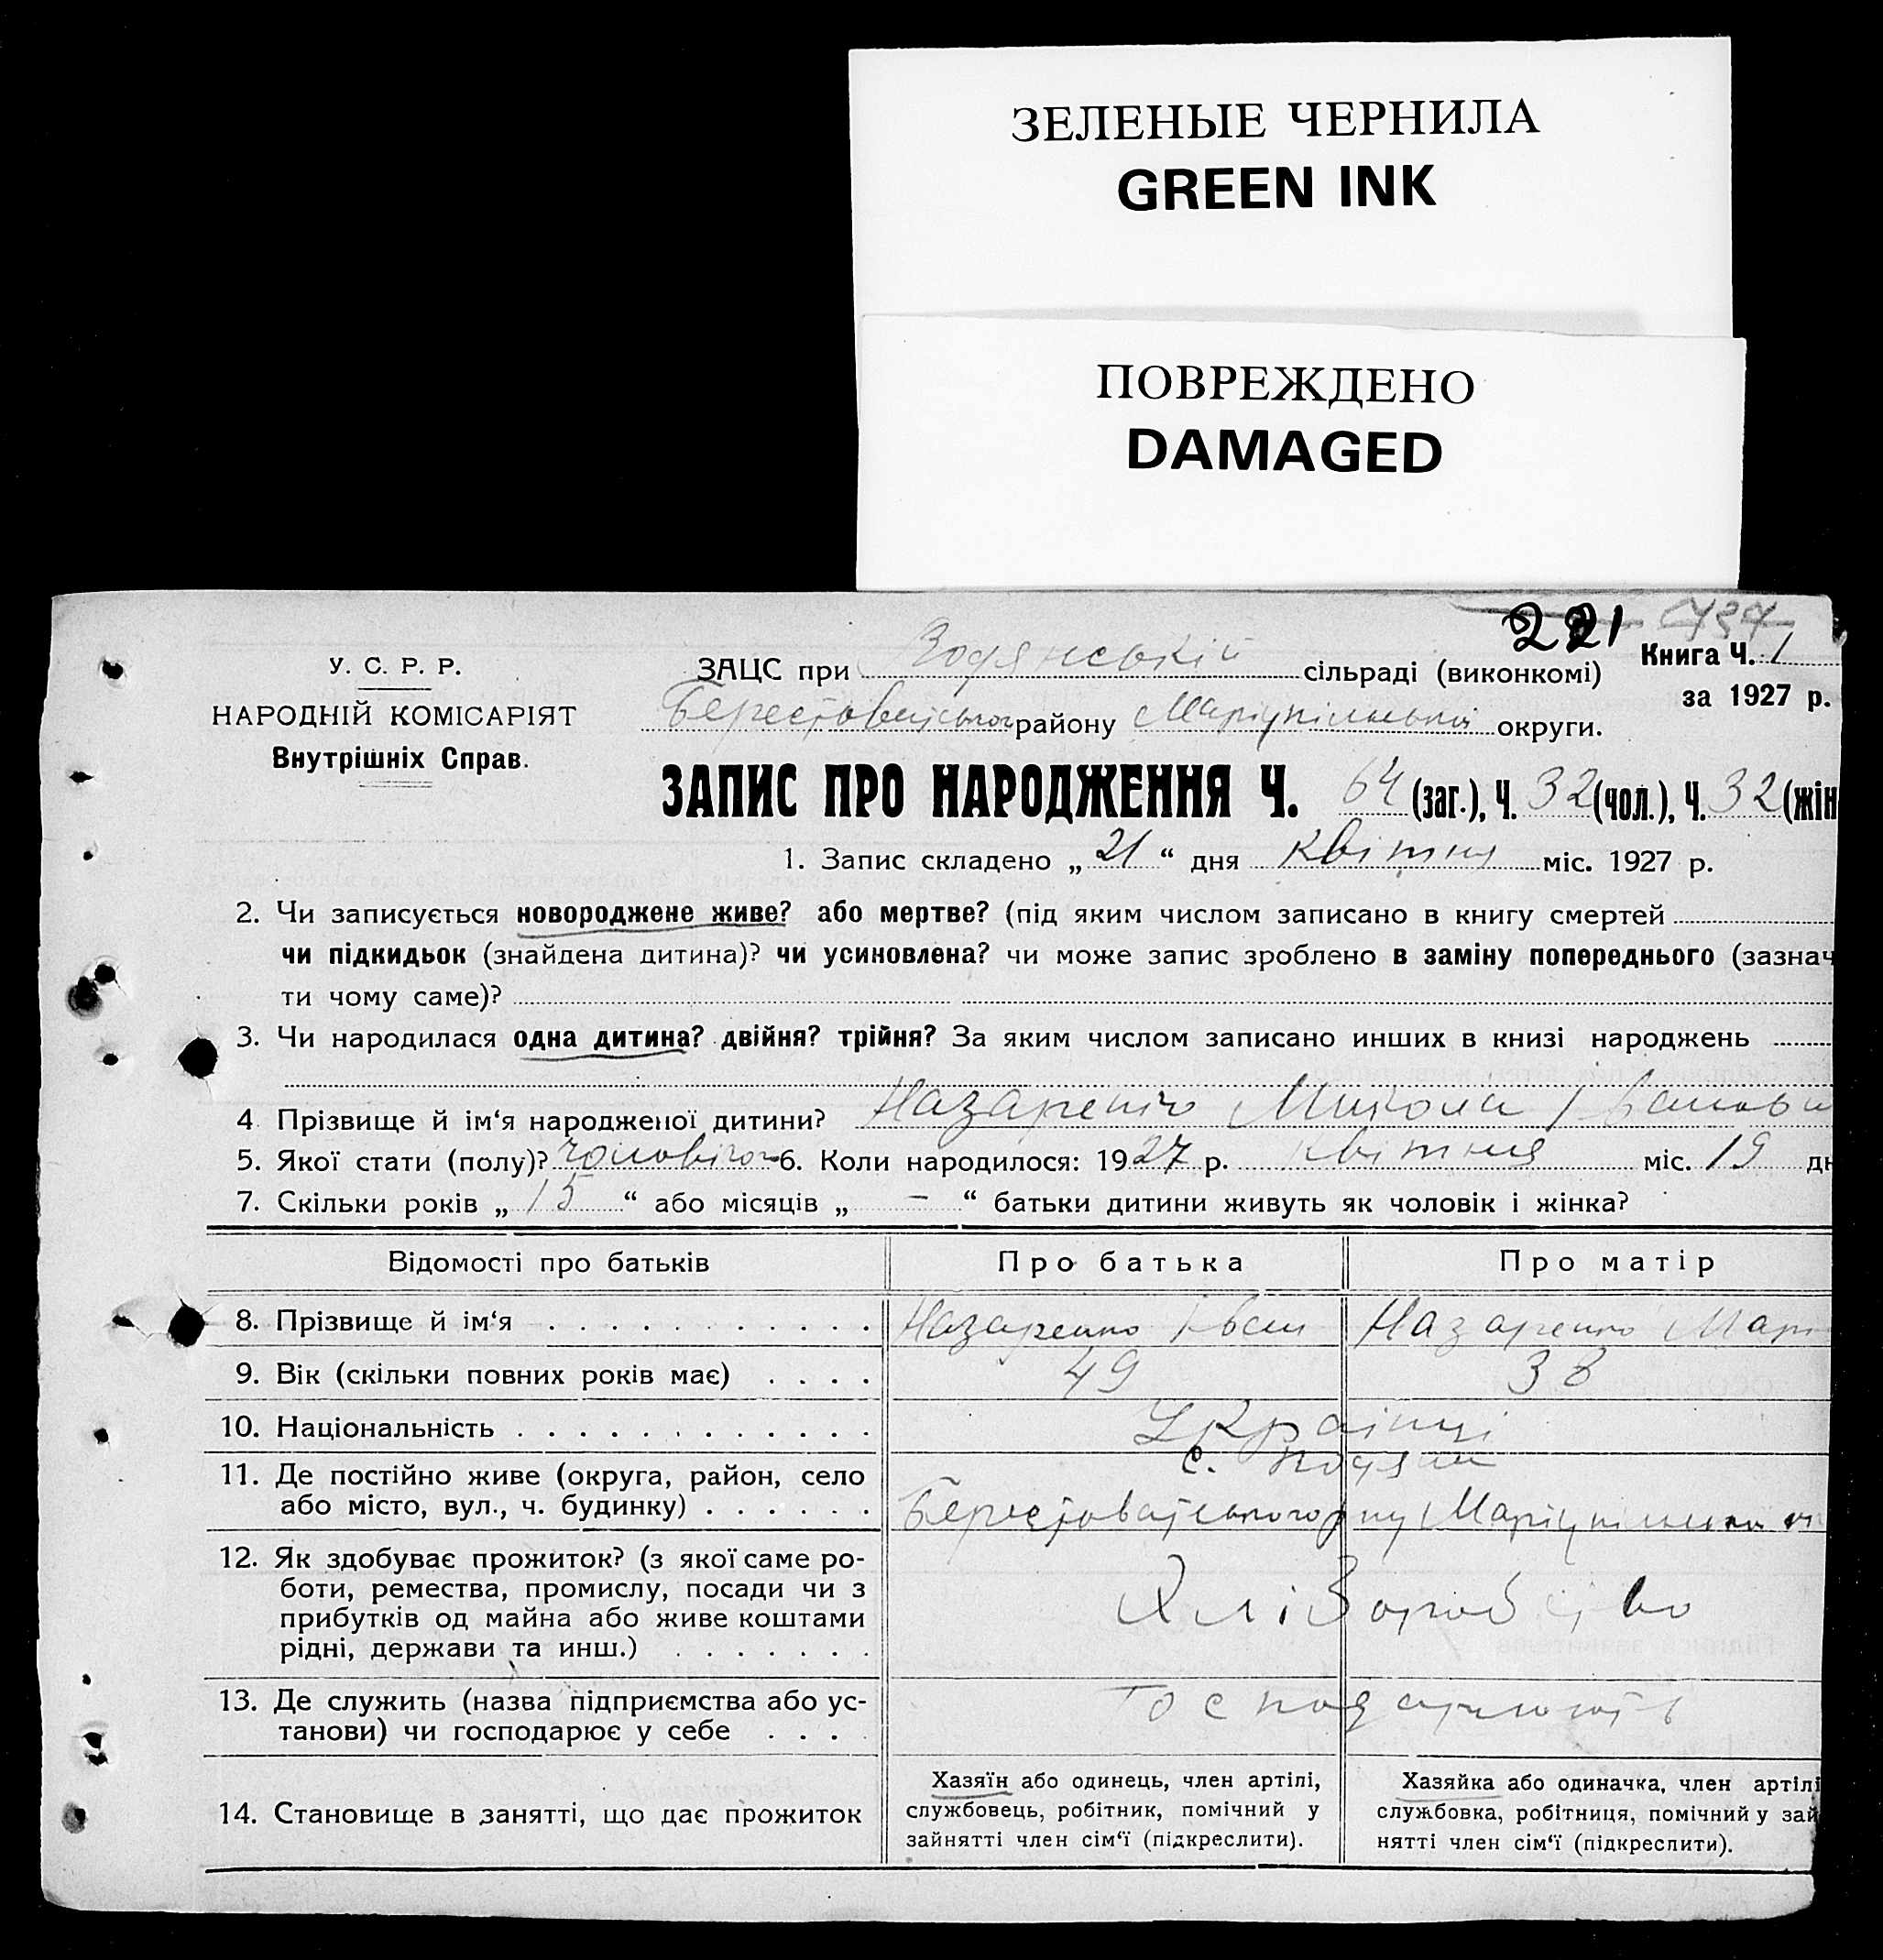 ЗЕЛЕНЫЕ ЧЕРНИЛА
GREEN INK
ПОВРЕЖДЕНО
DAMAGED
221
У. С. Р. Р.
НАРОДНІЙ КОМІСАРІЯТ
Внутрішніх Справ.
ЗАЦС при Водянській сільраді (виконкомі)
Книга Ч. 1
за 1927 р.
району Маріупільської округи.
ЗАПИС ПРО НАРОДЖЕННЯ Ч. 64 (заг.), Ч. 32 (чол.), Ч. 32 (жін
1. Запис складено „ 21 “ дня квітня міс. 1927 р.
2. Чи записується новороджене живе? або мертве? (під яким числом записано в книгу смертей
чи підкидьок (знайдена дитина)? чи усиновлена? чи може запис зроблено в заміну попереднього (зазнач
ти чому саме)?
3. Чи народилася одна дитина? двійня? трійня? За яким числом записано инших в книзі народжень
4. Прізвище й ім‘я народженої дитини? Назаренко Микола Іванови
5. Якої стати (полу)? чоловічої 6. Коли народилося: 1927 р. квітня міс. 19 дн
7. Скільки років „ 15 “ або місяців „ – “ батьки дитини живуть як чоловік і жінка?
Відомості про батьків Про батька Про матір
8. Прізвище й ім‘я Назаренко Іван Назаренко Марі
9. Вік (скільки повних років має) 49 38
10. Національність Українці
11. Де постійно живе (округа, район, село
або місто, вул., ч. будинку)
с. Водяне
12. Як здобуває прожиток? (з якої саме ро-
боти, ремества, промислу, посади чи з
прибутків од майна або живе коштами
рідні, держави та инш.)
Хліборобство
13. Де служить (назва підприємства або ус-
танови) чи господарює у себе
Господарюють
14. Становище в занятті, що дає прожиток
Хазяїн або одинець, член артілі,
службовець, робітник, помічний у
зайнятті член сім‘ї (підкреслити).
Хазяйка або одиначка, член артілі
службовка, робітниця, помічний у зай
нятті член сім‘ї (підкреслити).